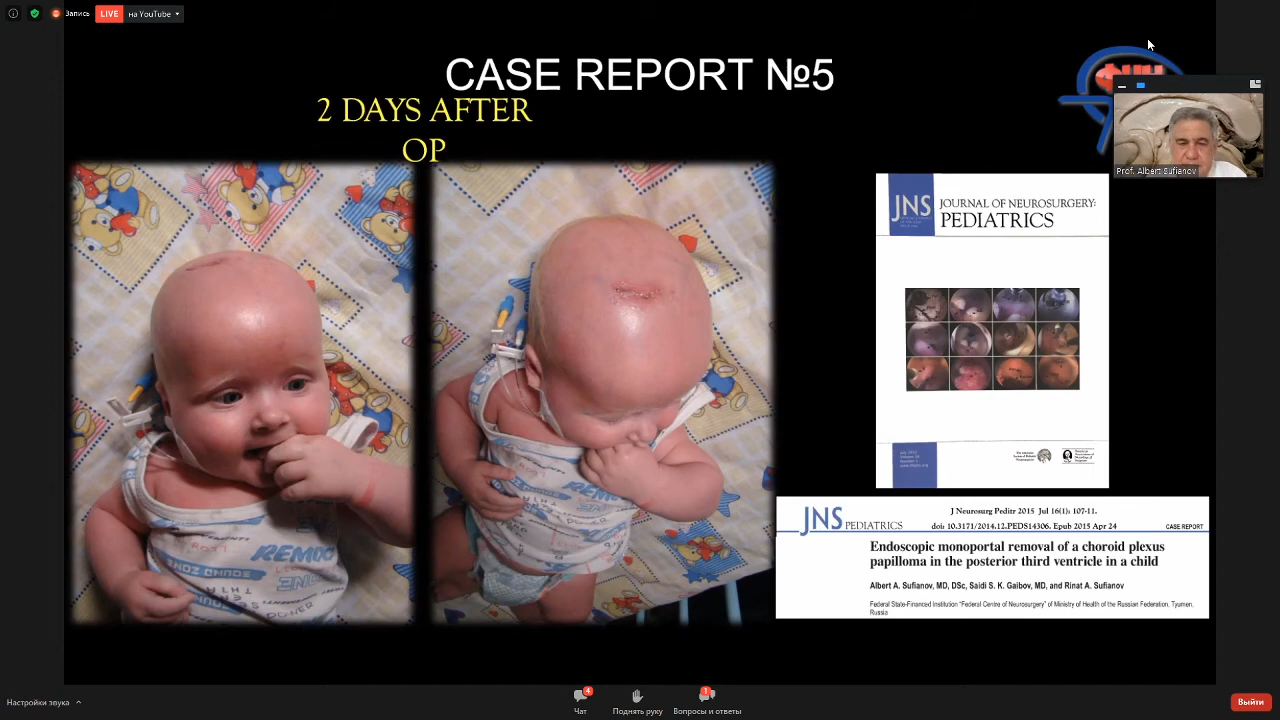 Запись
LIVE
на YouTube
CASE REPORT №5
2 DAYS AFTER
OP
Prof. Albert Sufianov
JNS
JOURNAL OF NEUROSURGERY:
PEDIATRICS
JNS PEDIATRICS
J Neurosurg Peditr 2015 Jul 16(1): 107-11.
doi: 10.3171/2014.12.PEDS14306. Epub 2015 Apr 24
CASE REPORT
Endoscopic monoportal removal of a choroid plexus
papilloma in the posterior third ventricle in a child
Albert A. Sufianov, MD, DSc, Saidi S. K. Gaibov, MD, and Rinat A. Sufianov
Federal State-Financed Institution "Federal Centre of Neurosurgery" of Ministry of Health of the Russian Federation, Tyumen,
Russia
Настройки звука
4
Чат
Поднять руку
1
Вопросы и ответы
Выйти